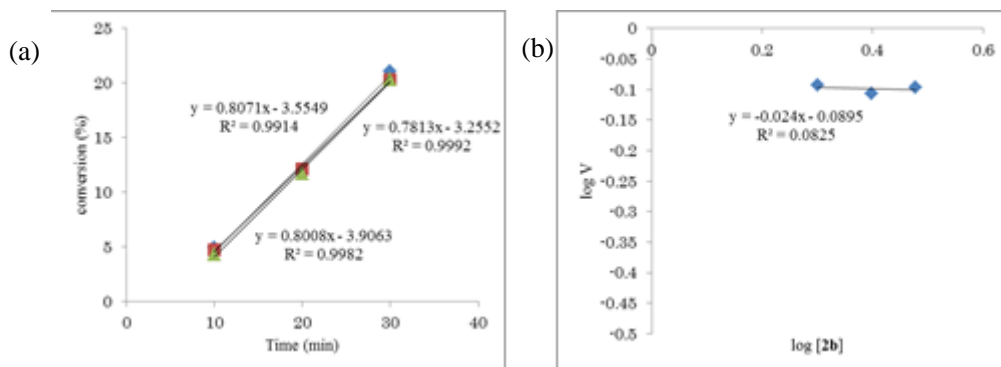 (a)
25
20
15
10
5
0
conversion (%)
y = 0.8071x - 3.5549
R² = 0.9914
y = 0.7813x - 3.2552
R² = 0.9992
y = 0.8008x - 3.9063
R² = 0.9982
0 10 20 30 40
Time (min)
(b)
0 0.2 0.4 0.6
0
-0.05
-0.1
-0.15
-0.2
-0.25
-0.3
-0.35
-0.4
-0.45
-0.5
log V
y = -0.024x - 0.0895
R² = 0.0825
log [2b]